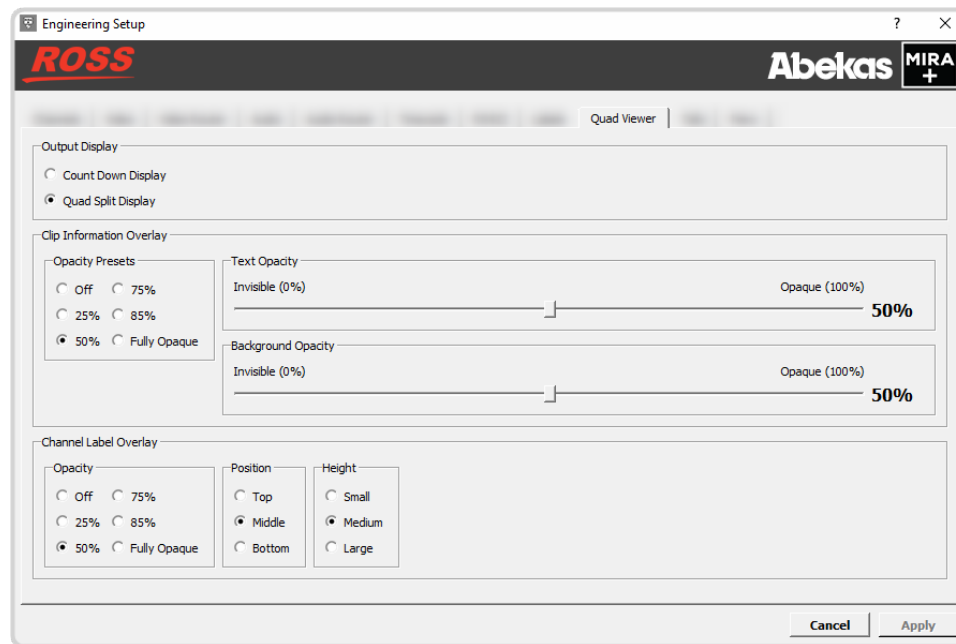 Engineering Setup ? ×
ROSS Abekas MIRA +
Quad Viewer
Output Display
Count Down Display
Quad Split Display
Clip Information Overlay
Opacity Presets
Off 75%
25% 85%
50% Fully Opaque
Text Opacity
Invisible (0%) Opaque (100%)
50%
Background Opacity
Invisible (0%) Opaque (100%)
50%
Channel Label Overlay
Opacity
Off 75%
25% 85%
50% Fully Opaque
Position
Top
Middle
Bottom
Height
Small
Medium
Large
Cancel Apply